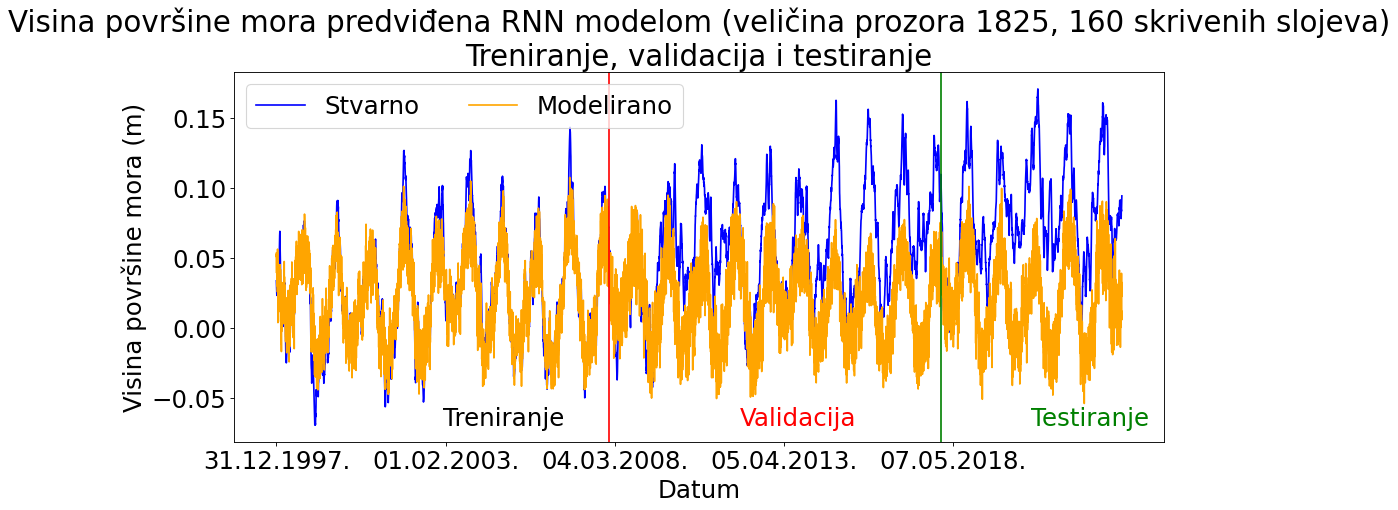 Visina površine mora predviđena RNN modelom (veličina prozora 1825, 160 skrivenih slojeva)
Treniranje, validacija i testiranje
Stvarno
Modelirano
Visina površine mora (m)
0.15
0.10
0.05
0.00
−0.05
Treniranje
Validacija
Testiranje
31.12.1997.
01.02.2003.
04.03.2008.
05.04.2013.
07.05.2018.
Datum